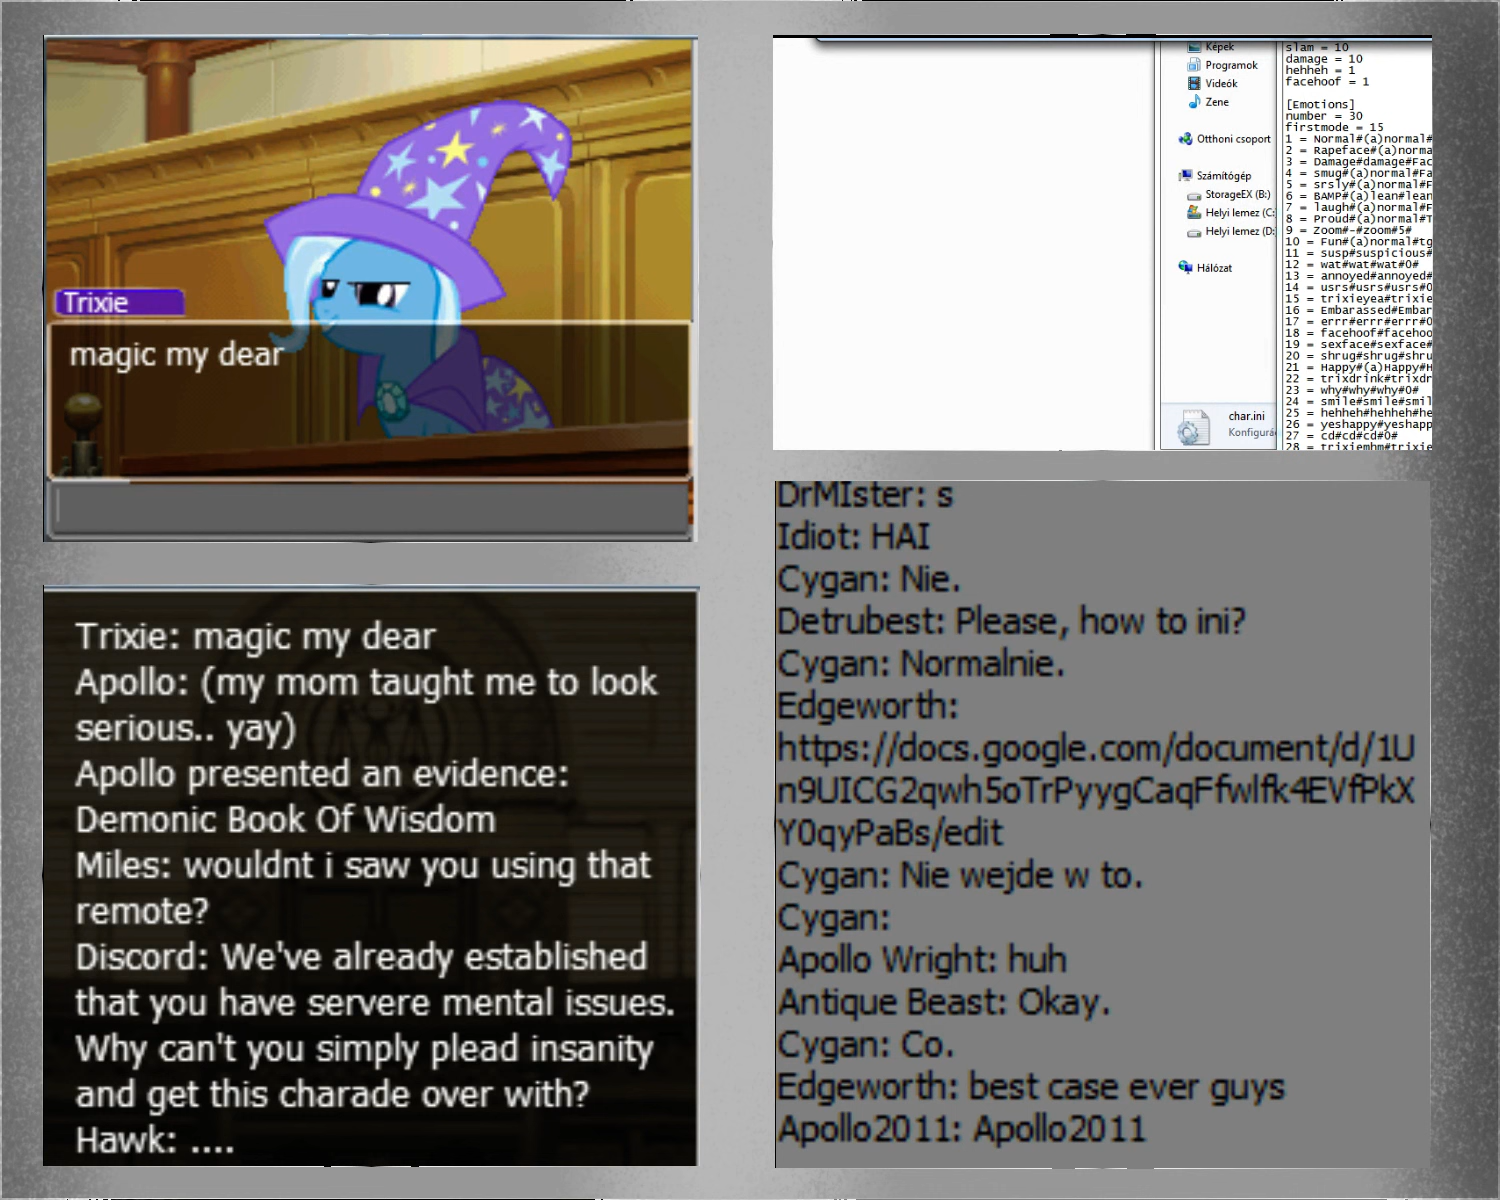 Trixie
magic my dear
Trixie: magic my dear
Apollo: (my mom taught me to look
serious.. yay)
Apollo presented an evidence:
Demonic Book Of Wisdom
Miles: wouldnt i saw you using that
remote?
Discord: We've already established
that you have servere mental issues.
Why can't you simply plead insanity
and get this charade over with?
Hawk: ....
Képek
Programok
Videók
Zene
Otthoni csoport
Számítógép
StorageEX (B:)
Helyi lemez (C:
Helyi lemez (D:
Hálózat
char.ini
Konfigurá
slam = 10
damage = 10
hehheh = 1
facehoof = 1
[Emotions]
number = 30
firstmode = 15
1 = Normal#(a)normal#
2 = Rapeface#(a)norma
3 = Damage#damage#Fac
4 = smug#(a)normal#Fa
5 = srsly#(a)normal#F
6 = BAMP#(a)lean#lean
7 = laugh#(a)normal#F
8 = Proud#(a)normal#T
9 = Zoom#-#zoom#5#
10 = Fun#(a)normal#tg
11 = susp#suspicious#
12 = wat#wat#wat#0#
13 = annoyed#annoyed#
14 = usrs#usrs#usrs#0
15 = trixieyea#trixie
16 = Embarassed#Embar
17 = errr#errr#errr#0
18 = facehoof#facehoo
19 = sexface#sexface#
20 = shrug#shrug#shru
21 = Happy#(a)Happy#H
22 = trixdrink#trixdr
23 = why#why#why#0#
24 = smile#smile#smil
25 = hehheh#hehheh#he
26 = yeshappy#yeshapp
27 = cd#cd#cd#0#
28 = trixiemhm#trixie
DrMIster: s
Idiot: HAI
Cygan: Nie.
Detrubest: Please, how to ini?
Cygan: Normalnie.
Edgeworth:
https://docs.google.com/document/d/1U
n9UICG2qwh5oTrPyygCaqFfwlfk4EVfPkX
Y0qyPaBs/edit
Cygan: Nie wejde w to.
Cygan:
Apollo Wright: huh
Antique Beast: Okay.
Cygan: Co.
Edgeworth: best case ever guys
Apollo2011: Apollo2011